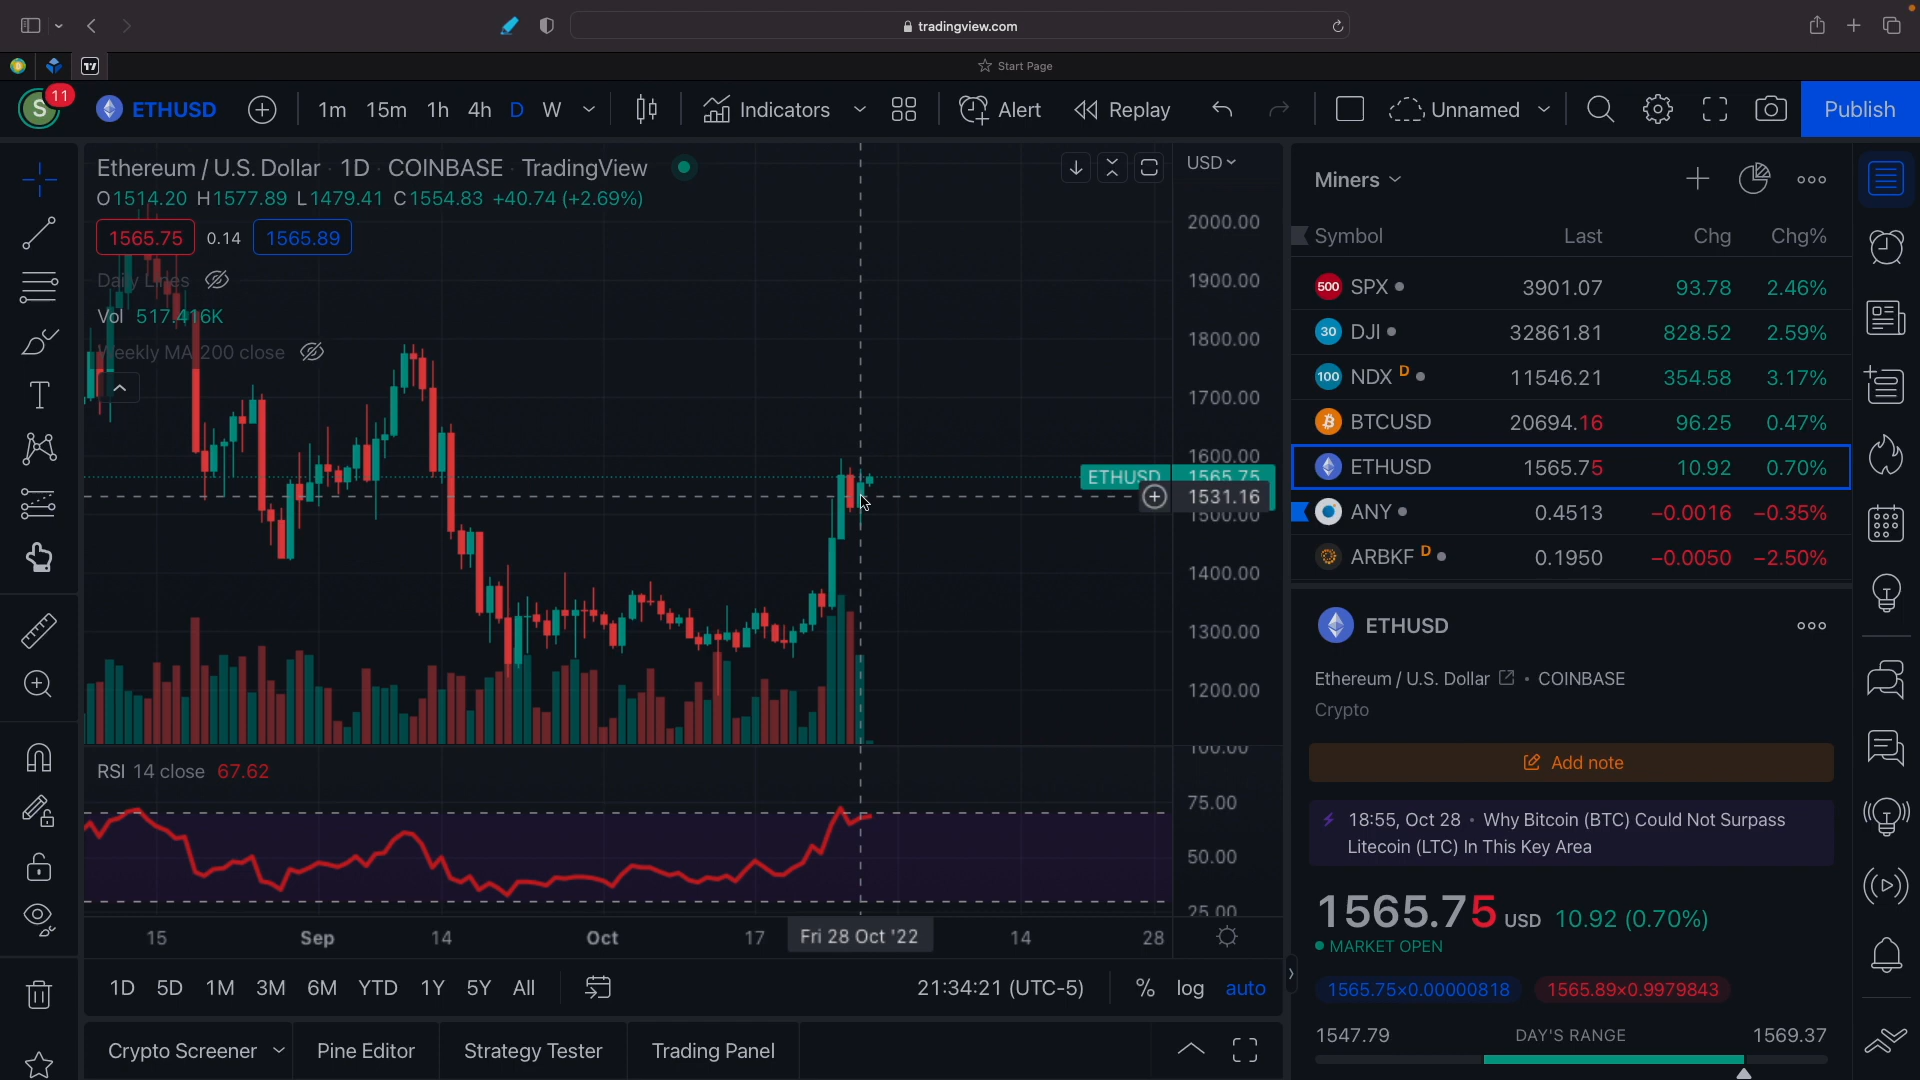 tradingview.com
Start Page
S 11 ETHUSD 1m 15m 1h 4h D W Indicators Alert Replay Unnamed Publish
Ethereum / U.S. Dollar · 1D · COINBASE · TradingView
O1514.20 H1577.89 L1479.41 C1554.83 +40.74 (+2.69%)
1565.75 0.14 1565.89
Daily Lines
Vol 517.416K
Weekly MA 200 close
USD
2000.00
1900.00
1800.00
1700.00
1600.00
ETHUSD 1565.75
1531.16
1500.00
1400.00
1300.00
1200.00
RSI 14 close 67.62
100.00
75.00
50.00
25.00
15 Sep 14 Oct 17 Fri 28 Oct '22 14 28
1D 5D 1M 3M 6M YTD 1Y 5Y All 21:34:21 (UTC-5) % log auto
Crypto Screener Pine Editor Strategy Tester Trading Panel
Miners
Symbol Last Chg Chg%
500 SPX 3901.07 93.78 2.46%
30 DJI 32861.81 828.52 2.59%
100 NDX D 11546.21 354.58 3.17%
BTCUSD 20694.16 96.25 0.47%
ETHUSD 1565.75 10.92 0.70%
ANY 0.4513 −0.0016 −0.35%
ARBKF D 0.1950 −0.0050 −2.50%
ETHUSD
Ethereum / U.S. Dollar • COINBASE
Crypto
Add note
18:55, Oct 28 • Why Bitcoin (BTC) Could Not Surpass
Litecoin (LTC) In This Key Area
1565.75 USD 10.92 (0.70%)
MARKET OPEN
1565.75×0.00000818 1565.89×0.9979843
1547.79 DAY'S RANGE 1569.37